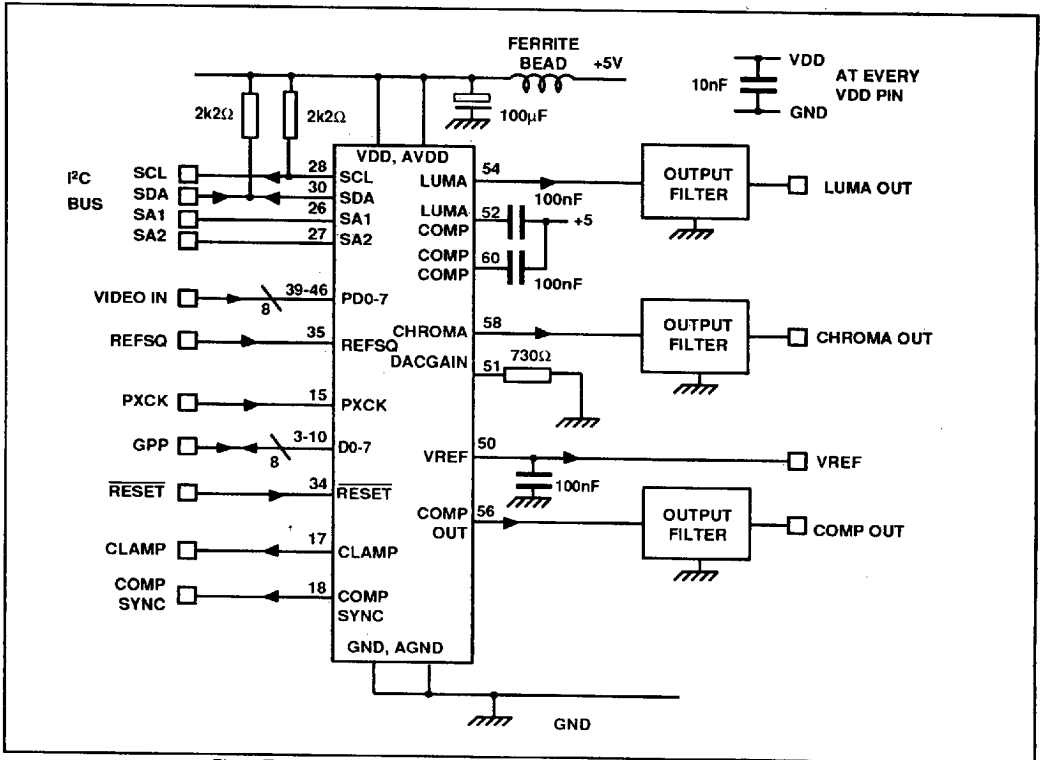 FERRITE
BEAD
+5V
VDD
10nF
AT EVERY
VDD PIN
GND
2k2Ω
2k2Ω
100µF
VDD, AVDD
I²C
BUS
SCL
28
SCL
SDA
30
SDA
SA1
26
SA1
SA2
27
SA2
VIDEO IN
8
39-46
PD0-7
REFSQ
35
REFSQ
PXCK
15
PXCK
GPP
8
3-10
D0-7
RESET
34
RESET
CLAMP
17
CLAMP
COMP
SYNC
18
COMP
SYNC
GND, AGND
LUMA
54
OUTPUT
FILTER
LUMA OUT
100nF
LUMA
COMP
52
+5
COMP
COMP
60
100nF
CHROMA
58
OUTPUT
FILTER
CHROMA OUT
DACGAIN
51
730Ω
VREF
50
VREF
100nF
COMP
OUT
56
OUTPUT
FILTER
COMP OUT
GND